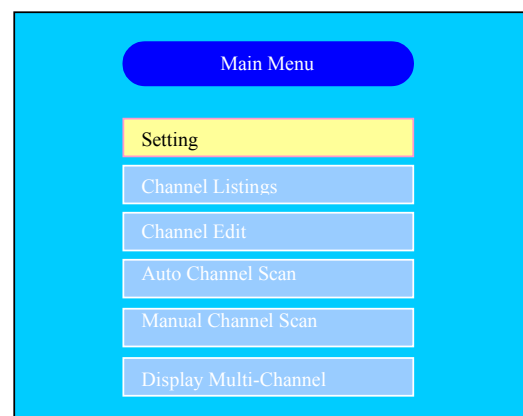 Main Menu
Setting
Channel Listings
Channel Edit
Auto Channel Scan
Manual Channel Scan
Display Multi-Channel